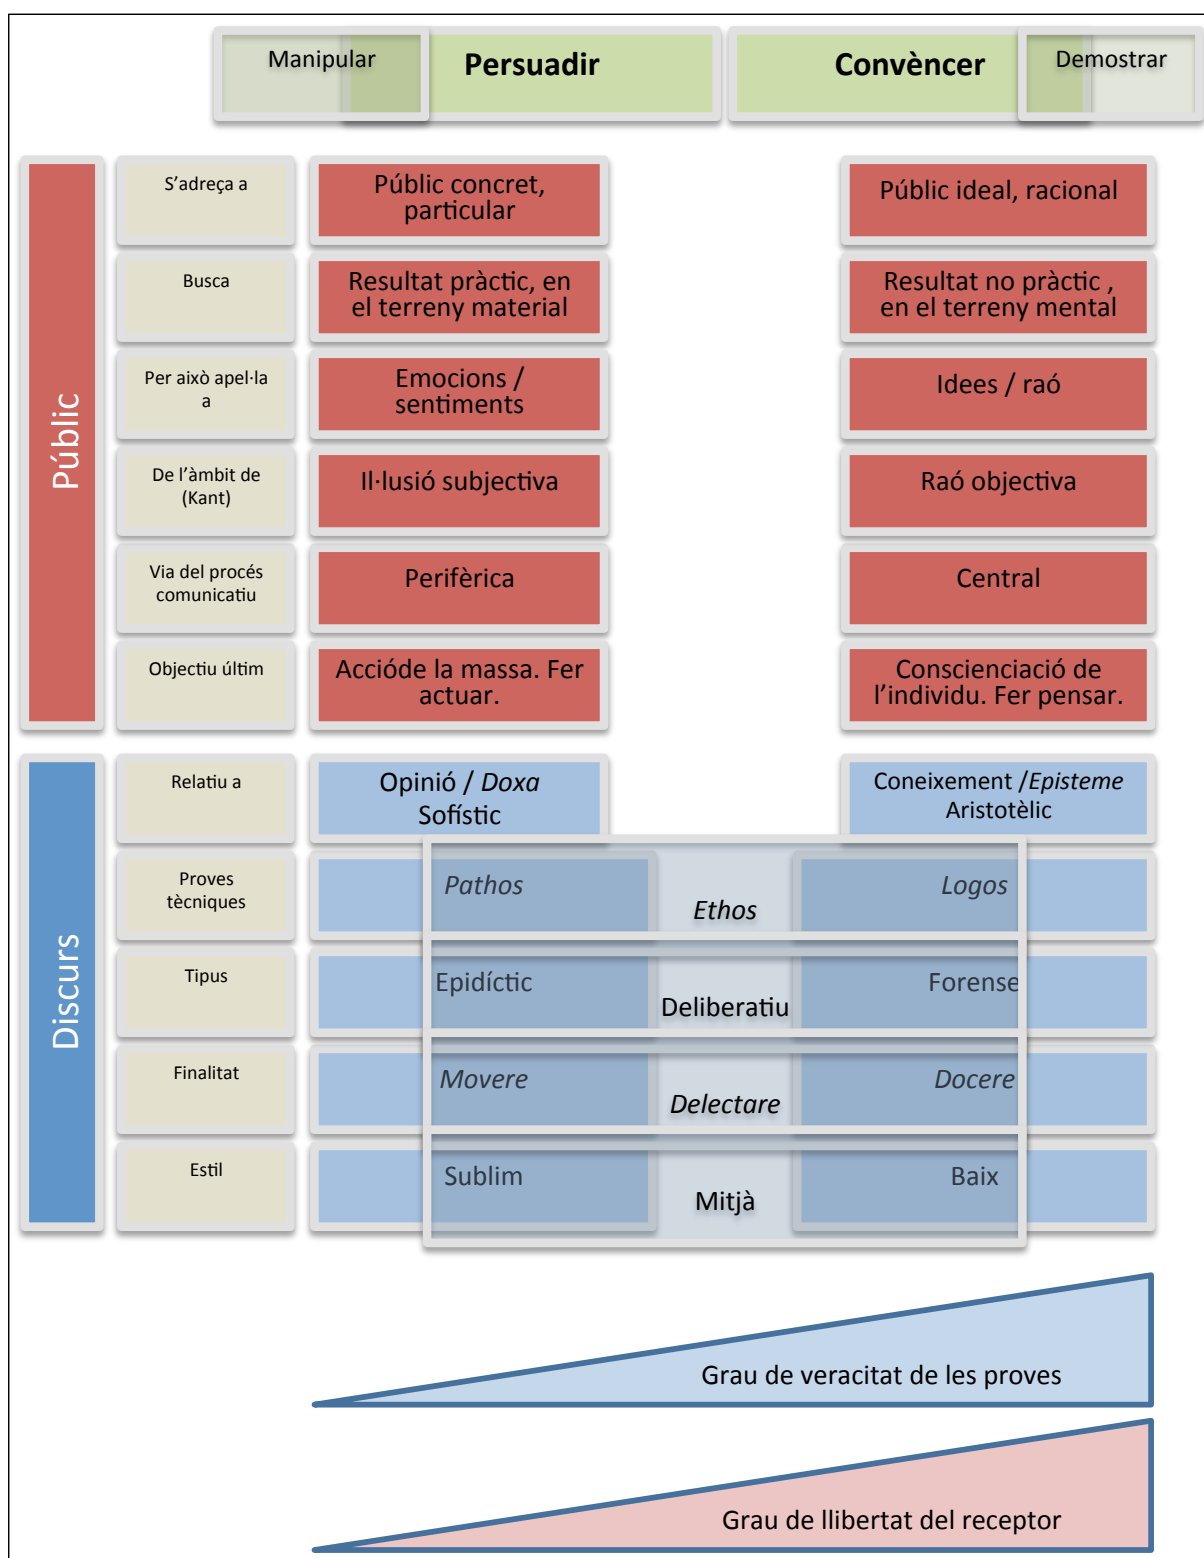 Manipular
Persuadir
Convèncer
Demostrar
Públic
S'adreça a
Públic concret,
particular
Públic ideal, racional
Busca
Resultat pràctic, en
el terreny material
Resultat no pràctic ,
en el terreny mental
Per això apel·la
a
Emocions /
sentiments
Idees / raó
De l'àmbit de
(Kant)
Il·lusió subjectiva
Raó objectiva
Via del procés
comunicatiu
Perifèrica
Central
Objectiu últim
Accióde la massa. Fer
actuar.
Conscienciació de
l'individu. Fer pensar.
Discurs
Relatiu a
Opinió / Doxa
Sofístic
Coneixement /Episteme
Aristotèlic
Proves
tècniques
Pathos
Ethos
Logos
Tipus
Epidíctic
Deliberatiu
Forense
Finalitat
Movere
Delectare
Docere
Estil
Sublim
Mitjà
Baix
Grau de veracitat de les proves
Grau de llibertat del receptor